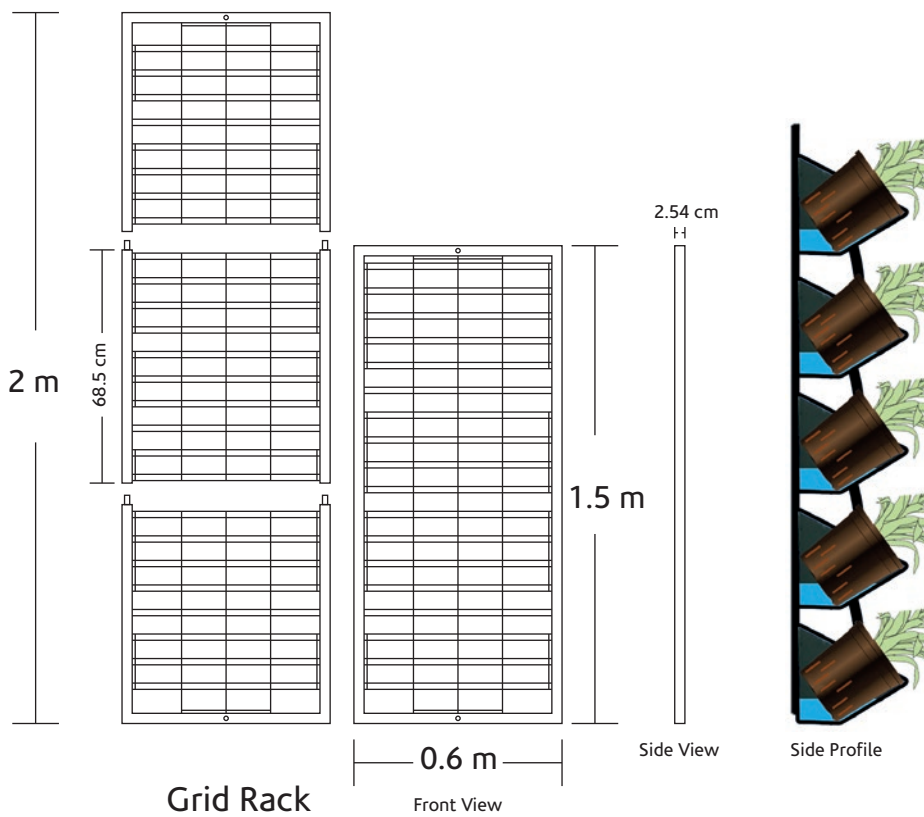 2 m
68.5 cm
Grid Rack
1.5 m
0.6 m
Front View
2.54 cm
Side View
Side Profile